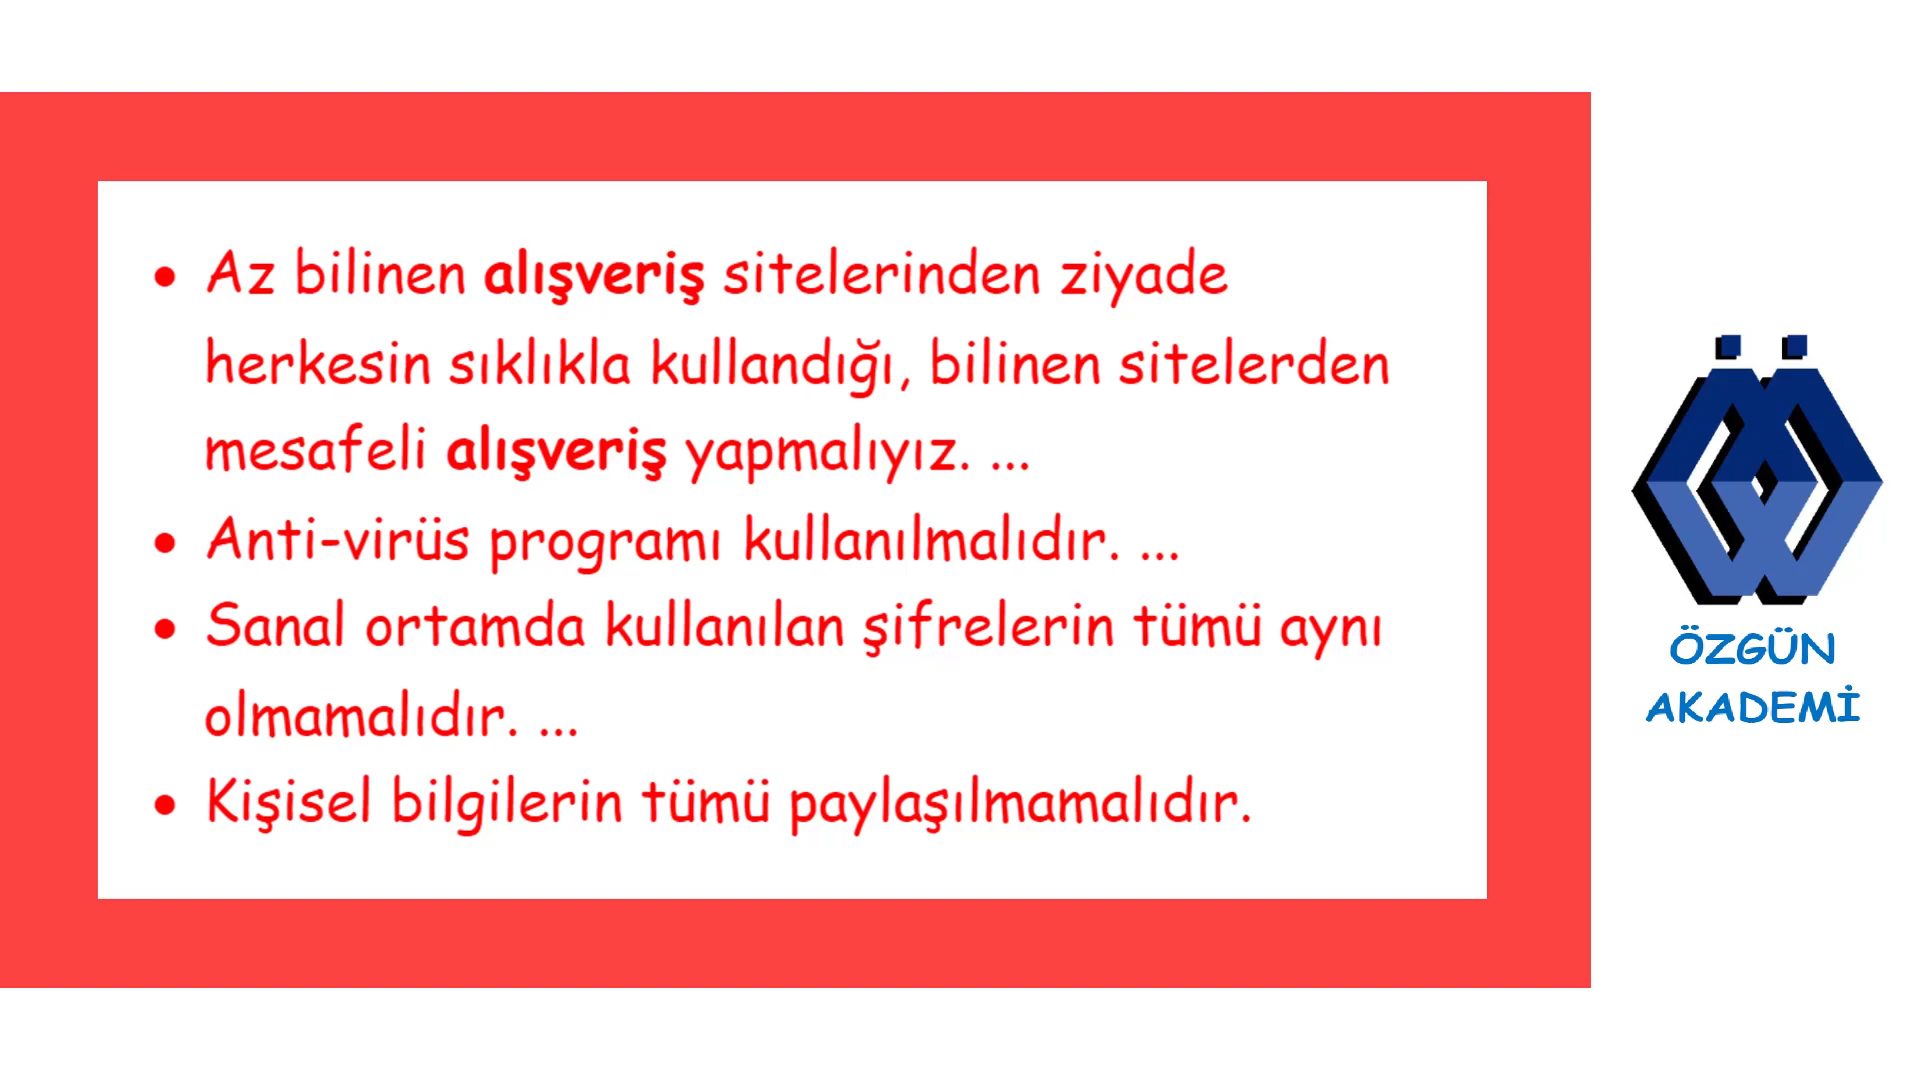 • Az bilinen alışveriş sitelerinden ziyade
herkesin sıklıkla kullandığı, bilinen sitelerden
mesafeli alışveriş yapmalıyız. ...
• Anti-virüs programı kullanılmalıdır. ...
• Sanal ortamda kullanılan şifrelerin tümü aynı
olmamalıdır. ...
• Kişisel bilgilerin tümü paylaşılmamalıdır.
ÖZGÜN
AKADEMİ